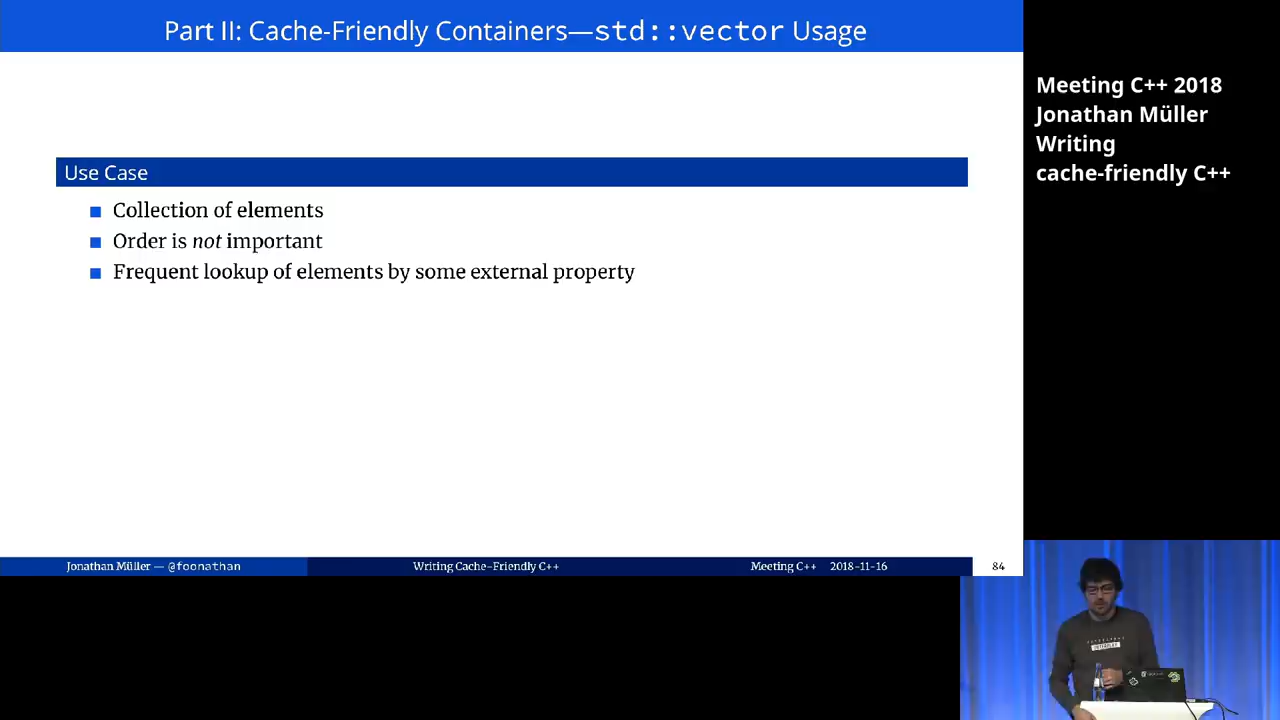 Part II: Cache-Friendly Containers—std::vector Usage
Use Case
Collection of elements
Order is not important
Frequent lookup of elements by some external property
Jonathan Müller — @foonathan
Writing Cache-Friendly C++
Meeting C++ 2018-11-16
84
Meeting C++ 2018
Jonathan Müller
Writing
cache-friendly C++